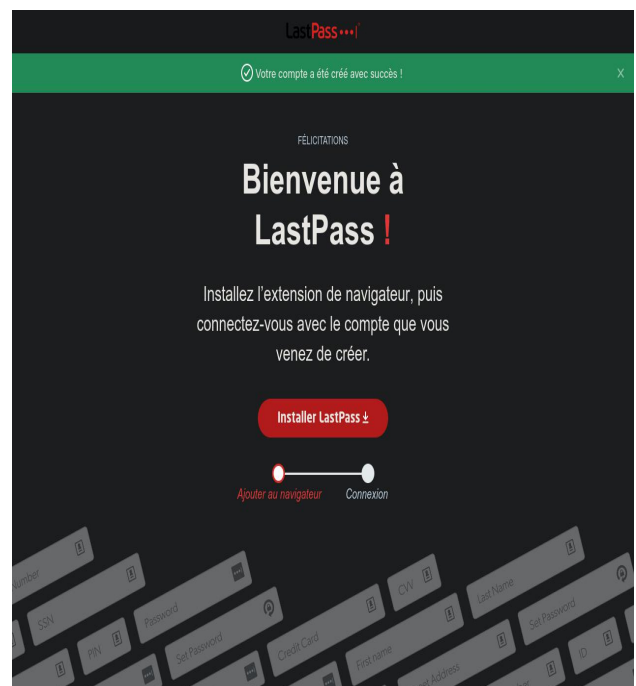 LastPass
Votre compte a été créé avec succès !
FÉLICITATIONS
Bienvenue à
LastPass !
Installez l’extension de navigateur, puis
connectez-vous avec le compte que vous
venez de créer.
Installer LastPass
Ajouter au navigateur
Connexion
Number
SSN
PIN
Password
Set Password
Credit Card
CVV
First name
Last Name
Set Password
Address
ID